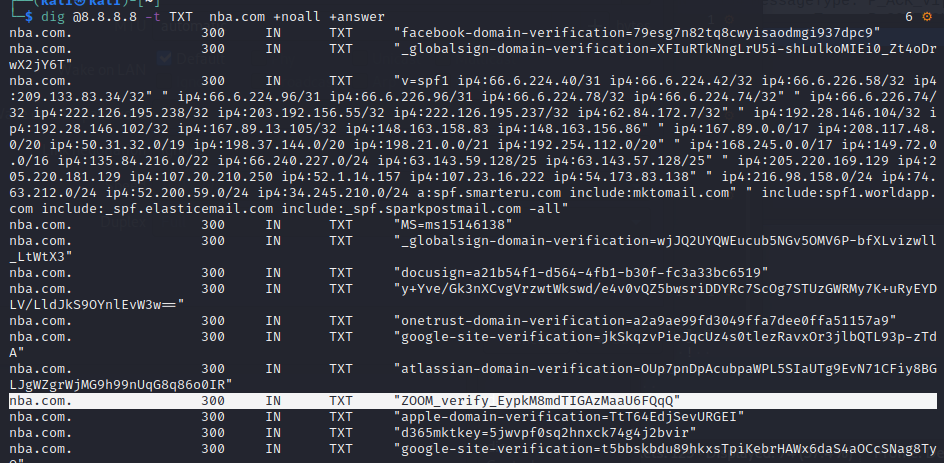 (kali㉿kali)-[~]
$ dig @8.8.8.8 -t TXT nba.com +noall +answer 6
nba.com. 300 IN TXT "facebook-domain-verification=79esg7n82tq8cwyisaodmgi937dpc9"
nba.com. 300 IN TXT "_globalsign-domain-verification=XFIuRTkNngLrU5i-shLulkoMIEi0_Zt4oDr
wX2jY6T"
nba.com. 300 IN TXT "v=spf1 ip4:66.6.224.40/31 ip4:66.6.224.42/32 ip4:66.6.226.58/32 ip4
:209.133.83.34/32" " ip4:66.6.224.96/31 ip4:66.6.226.96/31 ip4:66.6.224.78/32 ip4:66.6.224.74/32" " ip4:66.6.226.74/
32 ip4:222.126.195.238/32 ip4:203.192.156.55/32 ip4:222.126.195.237/32 ip4:62.84.172.7/32" " ip4:192.28.146.104/32 i
p4:192.28.146.102/32 ip4:167.89.13.105/32 ip4:148.163.158.83 ip4:148.163.156.86" " ip4:167.89.0.0/17 ip4:208.117.48.
0/20 ip4:50.31.32.0/19 ip4:198.37.144.0/20 ip4:198.21.0.0/21 ip4:192.254.112.0/20" " ip4:168.245.0.0/17 ip4:149.72.0
.0/16 ip4:135.84.216.0/22 ip4:66.240.227.0/24 ip4:63.143.59.128/25 ip4:63.143.57.128/25" " ip4:205.220.169.129 ip4:2
05.220.181.129 ip4:107.20.210.250 ip4:52.1.14.157 ip4:107.23.16.222 ip4:54.173.83.138" " ip4:216.98.158.0/24 ip4:74.
63.212.0/24 ip4:52.200.59.0/24 ip4:34.245.210.0/24 a:spf.smarteru.com include:mktomail.com" " include:spf1.worldapp.
com include:_spf.elasticemail.com include:_spf.sparkpostmail.com -all"
nba.com. 300 IN TXT "MS=ms15146138"
nba.com. 300 IN TXT "_globalsign-domain-verification=wjJQ2UYQWEucub5NGv5OMV6P-bfXLvizwll
_LtWtX3"
nba.com. 300 IN TXT "docusign=a21b54f1-d564-4fb1-b30f-fc3a33bc6519"
nba.com. 300 IN TXT "y+Yve/Gk3nXCvgVrzwtWkswd/e4v0vQZ5bwsriDDYRc7ScOg7STUzGWRMy7K+uRyEYD
LV/LldJkS9OYnlEvW3w=="
nba.com. 300 IN TXT "onetrust-domain-verification=a2a9ae99fd3049ffa7dee0ffa51157a9"
nba.com. 300 IN TXT "google-site-verification=jkSkqzvPieJqcUz4s0tlezRavxOr3jlbQTL93p-zTd
A"
nba.com. 300 IN TXT "atlassian-domain-verification=OUp7pnDpAcubpaWPL5SIaUTg9EvN71CFiy8BG
LJgWZgrWjMG9h99nUqG8q86o0IR"
nba.com. 300 IN TXT "ZOOM_verify_EypkM8mdTIGAzMaaU6FQqQ"
nba.com. 300 IN TXT "apple-domain-verification=TtT64EdjSevURGEI"
nba.com. 300 IN TXT "d365mktkey=5jwvpf0sq2hnxck74g4j2bvir"
nba.com. 300 IN TXT "google-site-verification=t5bbskbdu89hkxsTpiKebrHAWx6daS4aOCcSNag8Ty